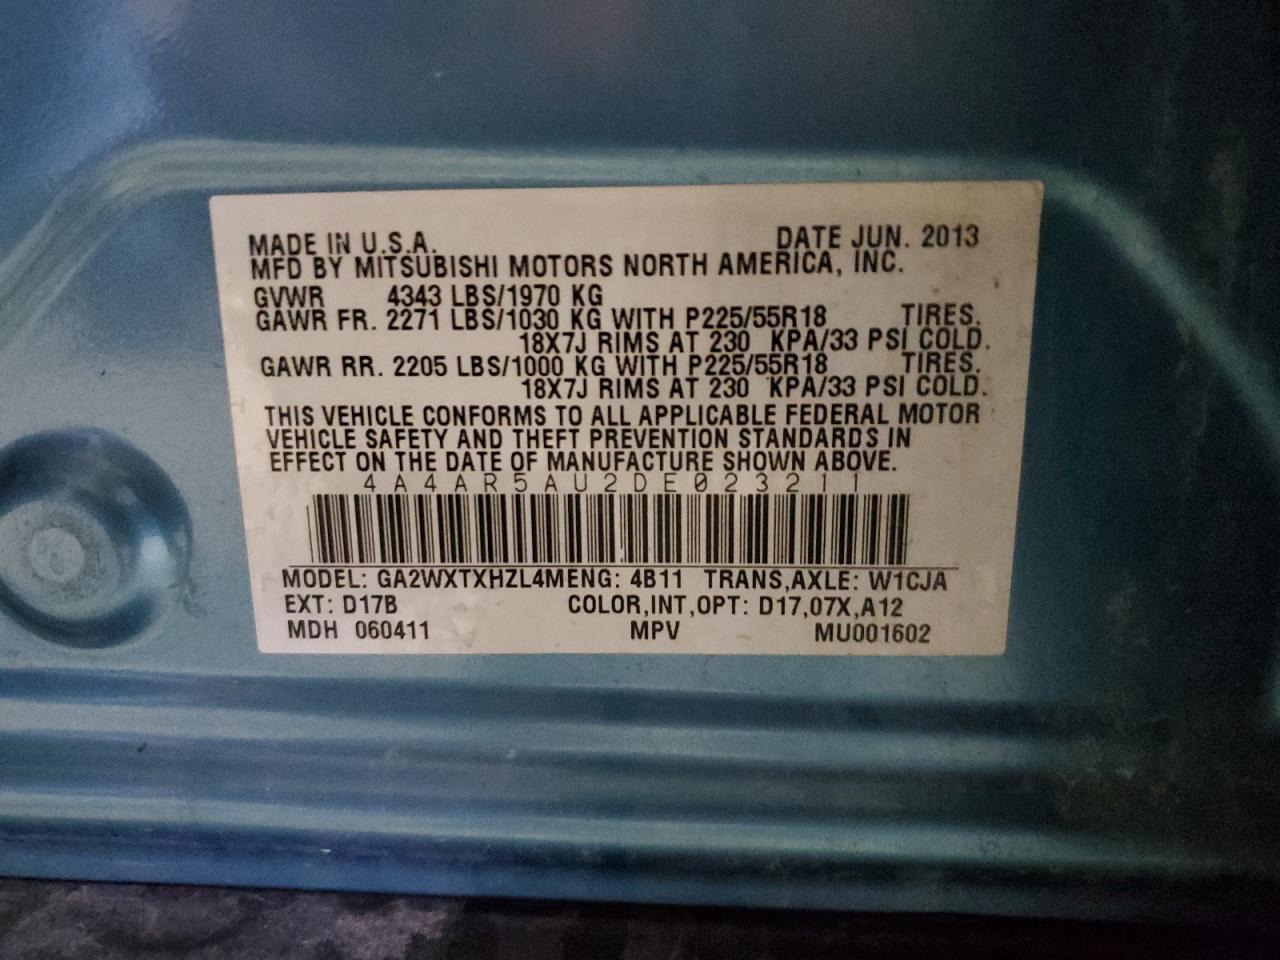 MADE IN U.S.A. DATE JUN. 2013
MFD BY MITSUBISHI MOTORS NORTH AMERICA, INC.
GVWR 4343 LBS/1970 KG
GAWR FR. 2271 LBS/1030 KG WITH P225/55R18 TIRES.
18X7J RIMS AT 230 KPA/33 PSI COLD.
GAWR RR. 2205 LBS/1000 KG WITH P225/55R18 TIRES.
18X7J RIMS AT 230 KPA/33 PSI COLD.
THIS VEHICLE CONFORMS TO ALL APPLICABLE FEDERAL MOTOR
VEHICLE SAFETY AND THEFT PREVENTION STANDARDS IN
EFFECT ON THE DATE OF MANUFACTURE SHOWN ABOVE.
4A4AR5AU2DE023211
MODEL: GA2WXTXHZL4MENG: 4B11 TRANS,AXLE: W1CJA
EXT: D17B COLOR,INT,OPT: D17,07X,A12
MDH 060411 MPV MU001602